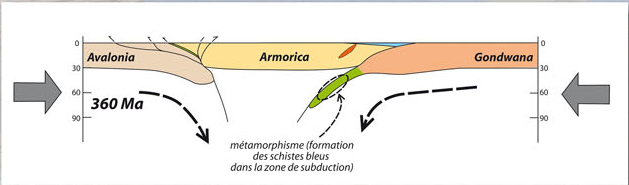 0
30
60
90
Avalonia
Armorica
Gondwana
0
30
60
90
360 Ma
métamorphisme (formation
des schistes bleus
dans la zone de subduction)